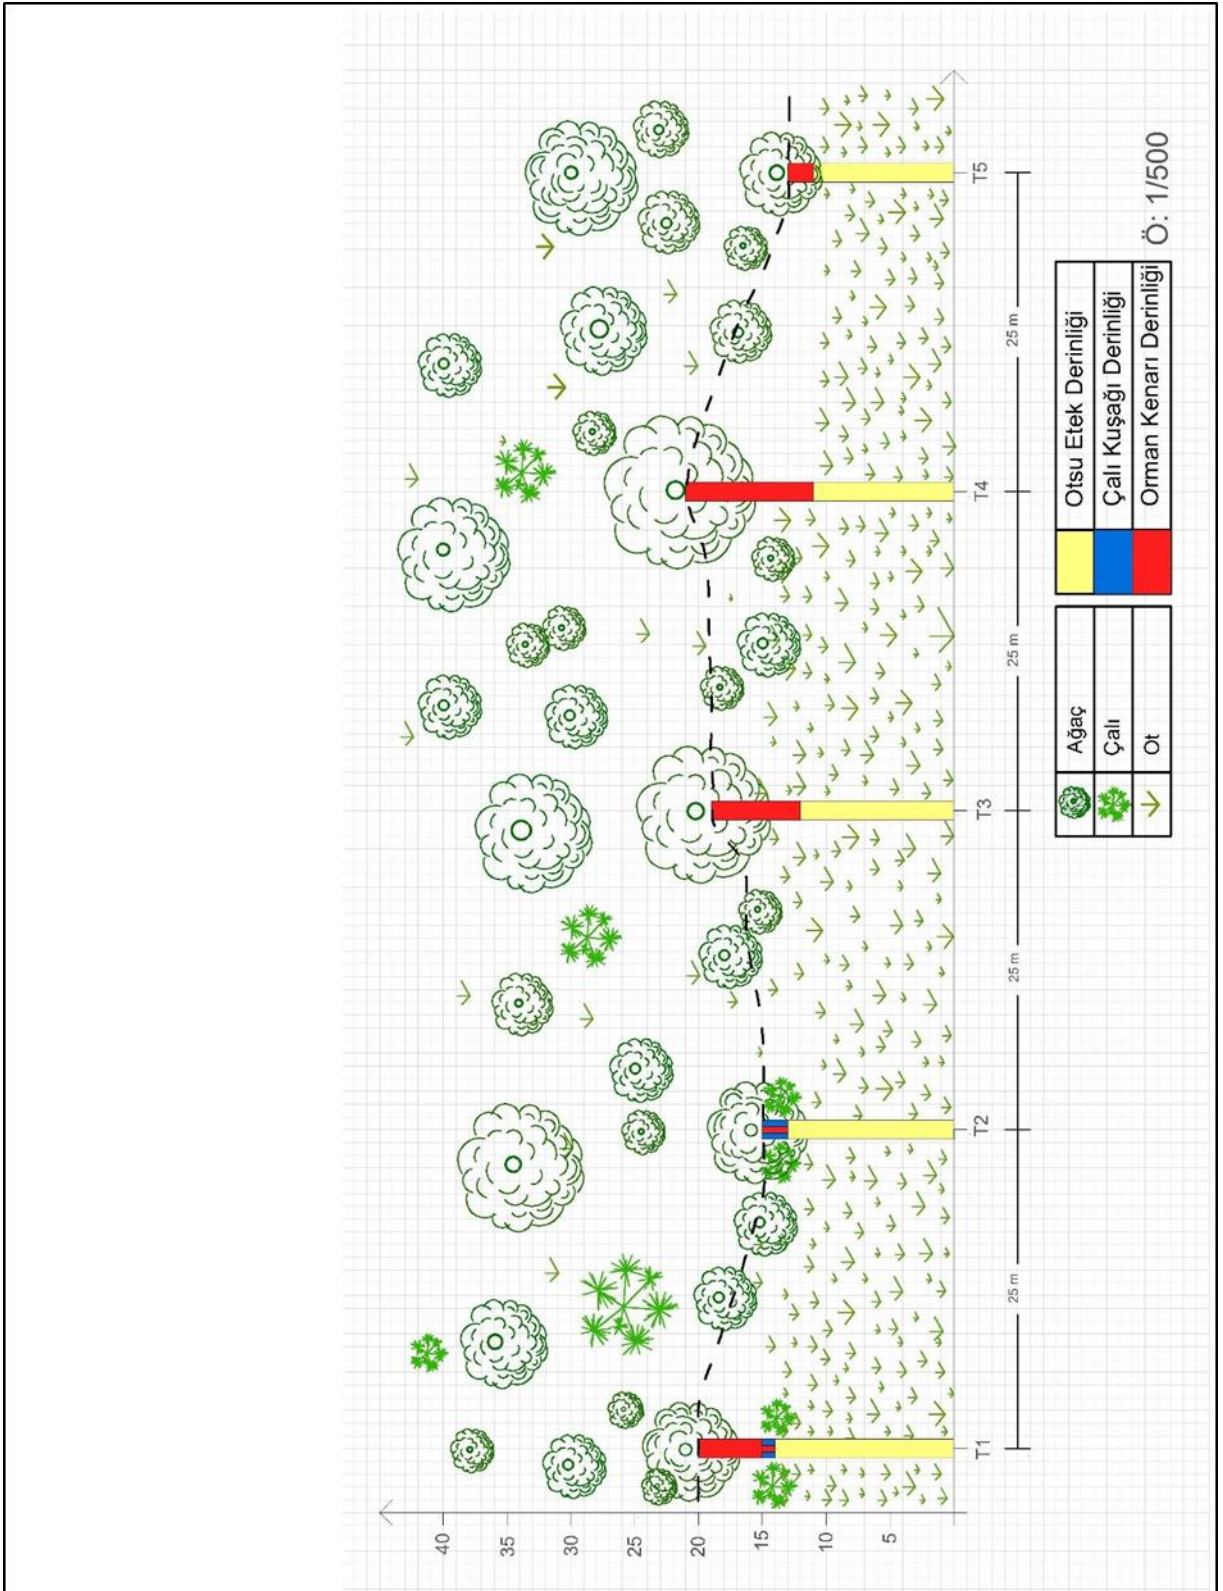 40
35
30
25
20
15
10
5
T1
T2
T3
T4
T5
25 m
25 m
25 m
25 m
Ağaç
Çalı
Ot
Otsu Etek Derinliği
Çalı Kuşağı Derinliği
Orman Kenarı Derinliği
Ö: 1/500